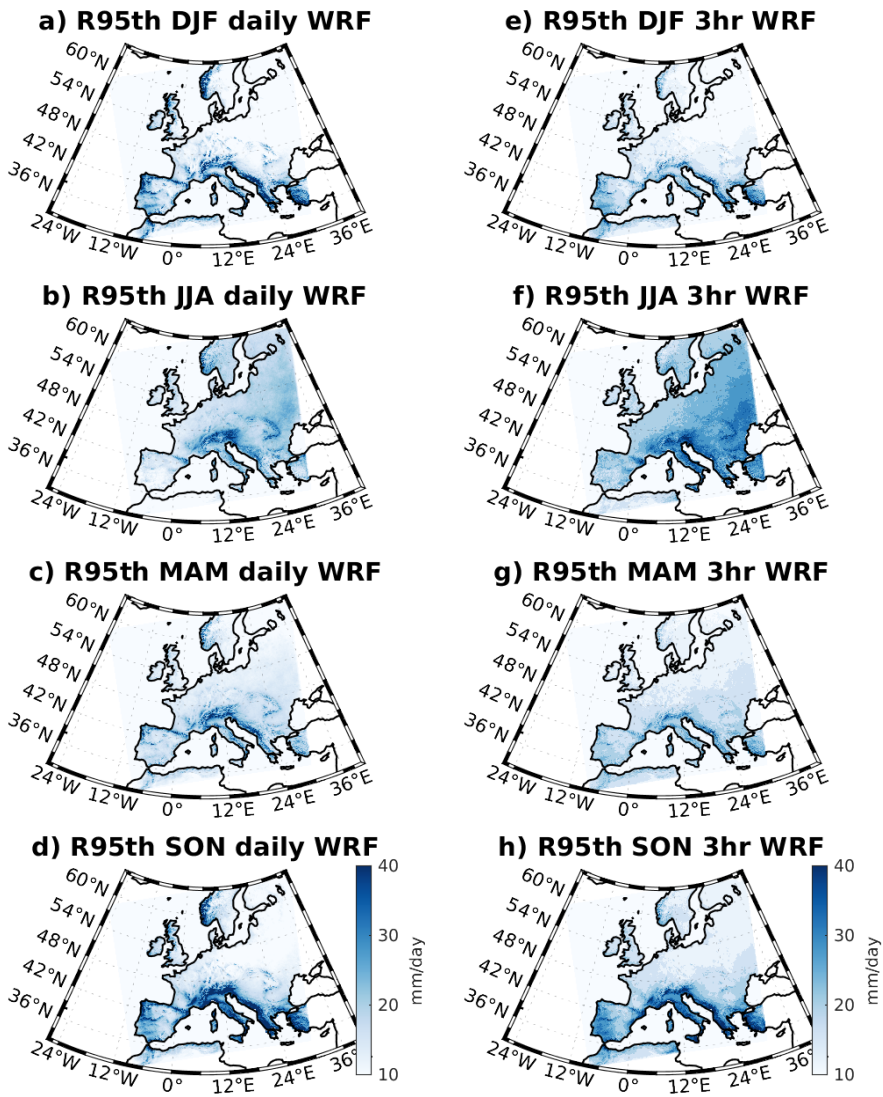 a) R95th DJF daily WRF
60°N
54°N
48°N
42°N
36°N
24°W
12°W
0°
12°E
24°E
36°E
e) R95th DJF 3hr WRF
60°N
54°N
48°N
42°N
36°N
24°W
12°W
0°
12°E
24°E
36°E
b) R95th JJA daily WRF
60°N
54°N
48°N
42°N
36°N
24°W
12°W
0°
12°E
24°E
36°E
f) R95th JJA 3hr WRF
60°N
54°N
48°N
42°N
36°N
24°W
12°W
0°
12°E
24°E
36°E
c) R95th MAM daily WRF
60°N
54°N
48°N
42°N
36°N
24°W
12°W
0°
12°E
24°E
36°E
g) R95th MAM 3hr WRF
60°N
54°N
48°N
42°N
36°N
24°W
12°W
0°
12°E
24°E
36°E
d) R95th SON daily WRF
60°N
54°N
48°N
42°N
36°N
24°W
12°W
0°
12°E
24°E
36°E
40
30
20
10
mm/day
h) R95th SON 3hr WRF
60°N
54°N
48°N
42°N
36°N
24°W
12°W
0°
12°E
24°E
36°E
40
30
20
10
mm/day